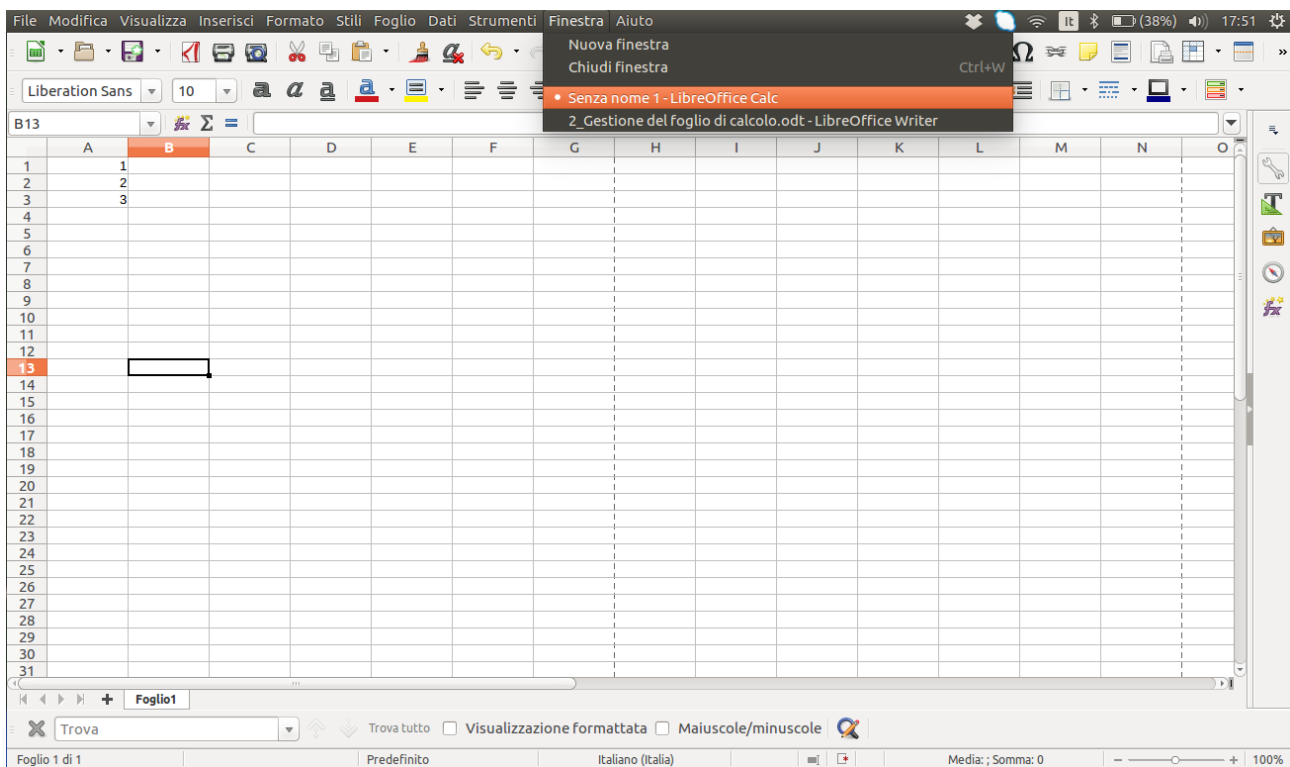 File Modifica Visualizza Inserisci Formato Stili Foglio Dati Strumenti Finestra Aiuto It (38%) 17:51
Nuova finestra
Chiudi finestra Ctrl+W
Senza nome 1 - LibreOffice Calc
2_Gestione del foglio di calcolo.odt - LibreOffice Writer
Liberation Sans 10 a a a a
B13
A B C D E F G H I J K L M N O
1 1
2 2
3 3
4
5
6
7
8
9
10
11
12
13
14
15
16
17
18
19
20
21
22
23
24
25
26
27
28
29
30
31
Foglio1
Trova Trova tutto Visualizzazione formattata Maiuscole/minuscole
Foglio 1 di 1 Predefinito Italiano (Italia) Media: ; Somma: 0 100%